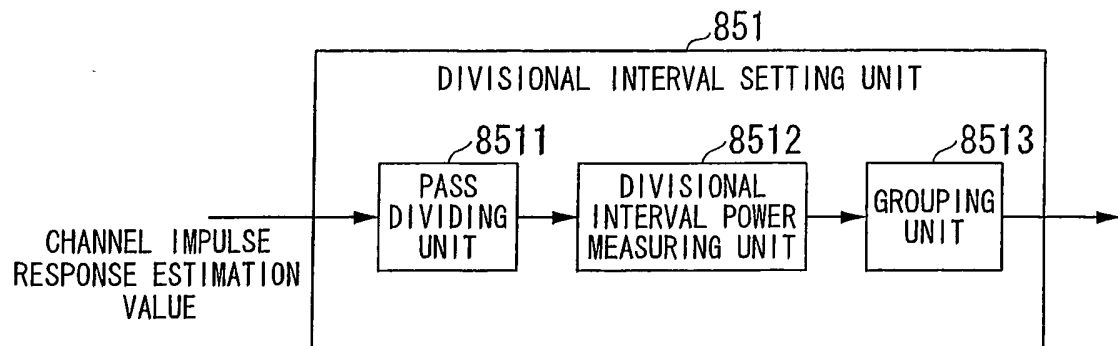 851
DIVISIONAL INTERVAL SETTING UNIT
8511
8512
8513
PASS
DIVIDING
UNIT
DIVISIONAL
INTERVAL POWER
MEASURING UNIT
GROUPING
UNIT
CHANNEL IMPULSE
RESPONSE ESTIMATION
VALUE